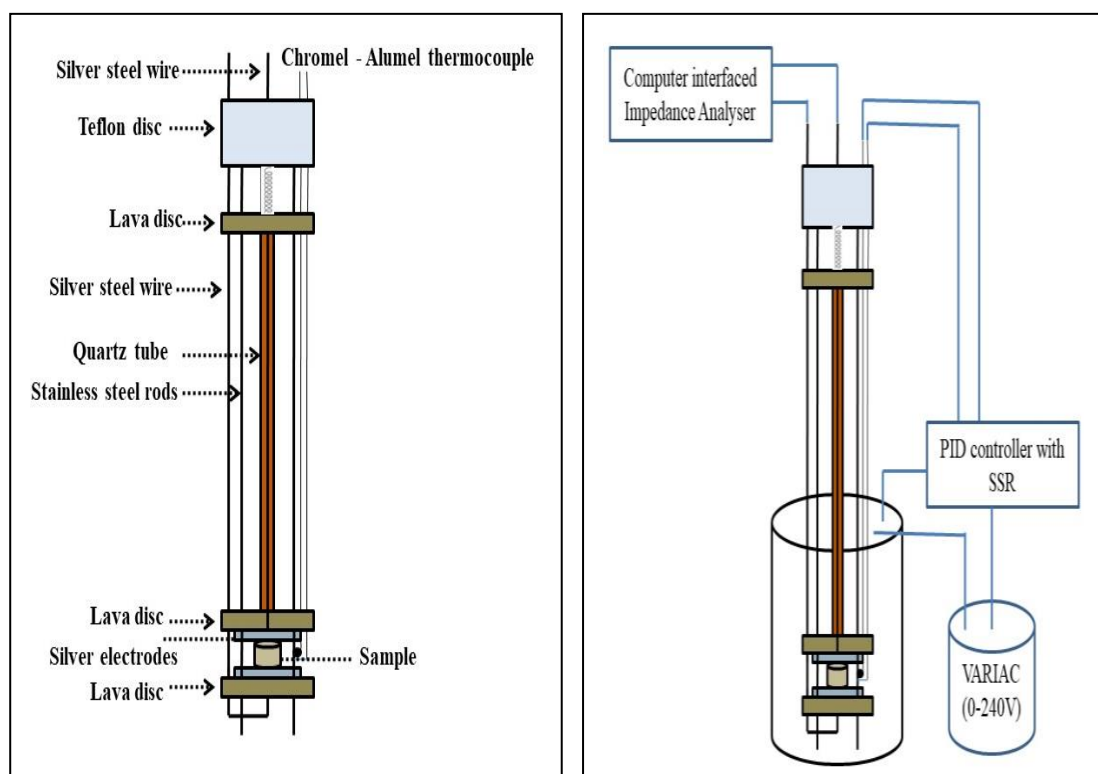 Silver steel wire
Chromel - Alumel thermocouple
Teflon disc
Lava disc
Silver steel wire
Quartz tube
Stainless steel rods
Lava disc
Silver electrodes
Sample
Lava disc
Computer interfaced
Impedance Analyser
PID controller with
SSR
VARIAC
(0-240V)